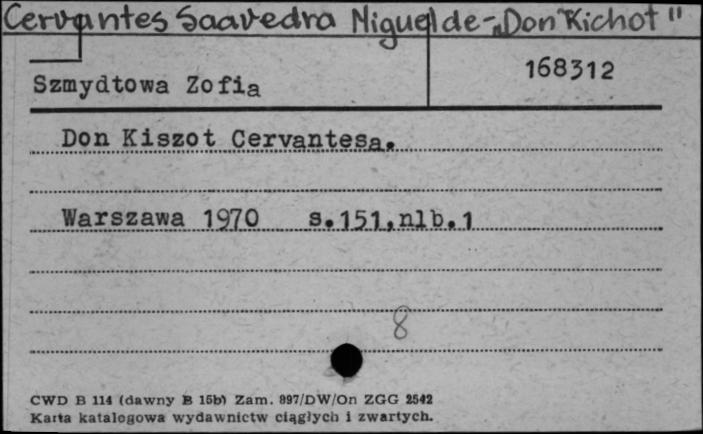 Cervantes Saavedra Miguel de - „Don Kichot"
168312
Szmydtowa Zofia
Don Kiszot Cervantesa.
Warszawa 1970 s.151,nlb.1
8
CWD B 114 (dawny B 15b) Zam. 897/DW/On ZGG 2542
Karta katalogowa wydawnictw ciągłych i zwartych.